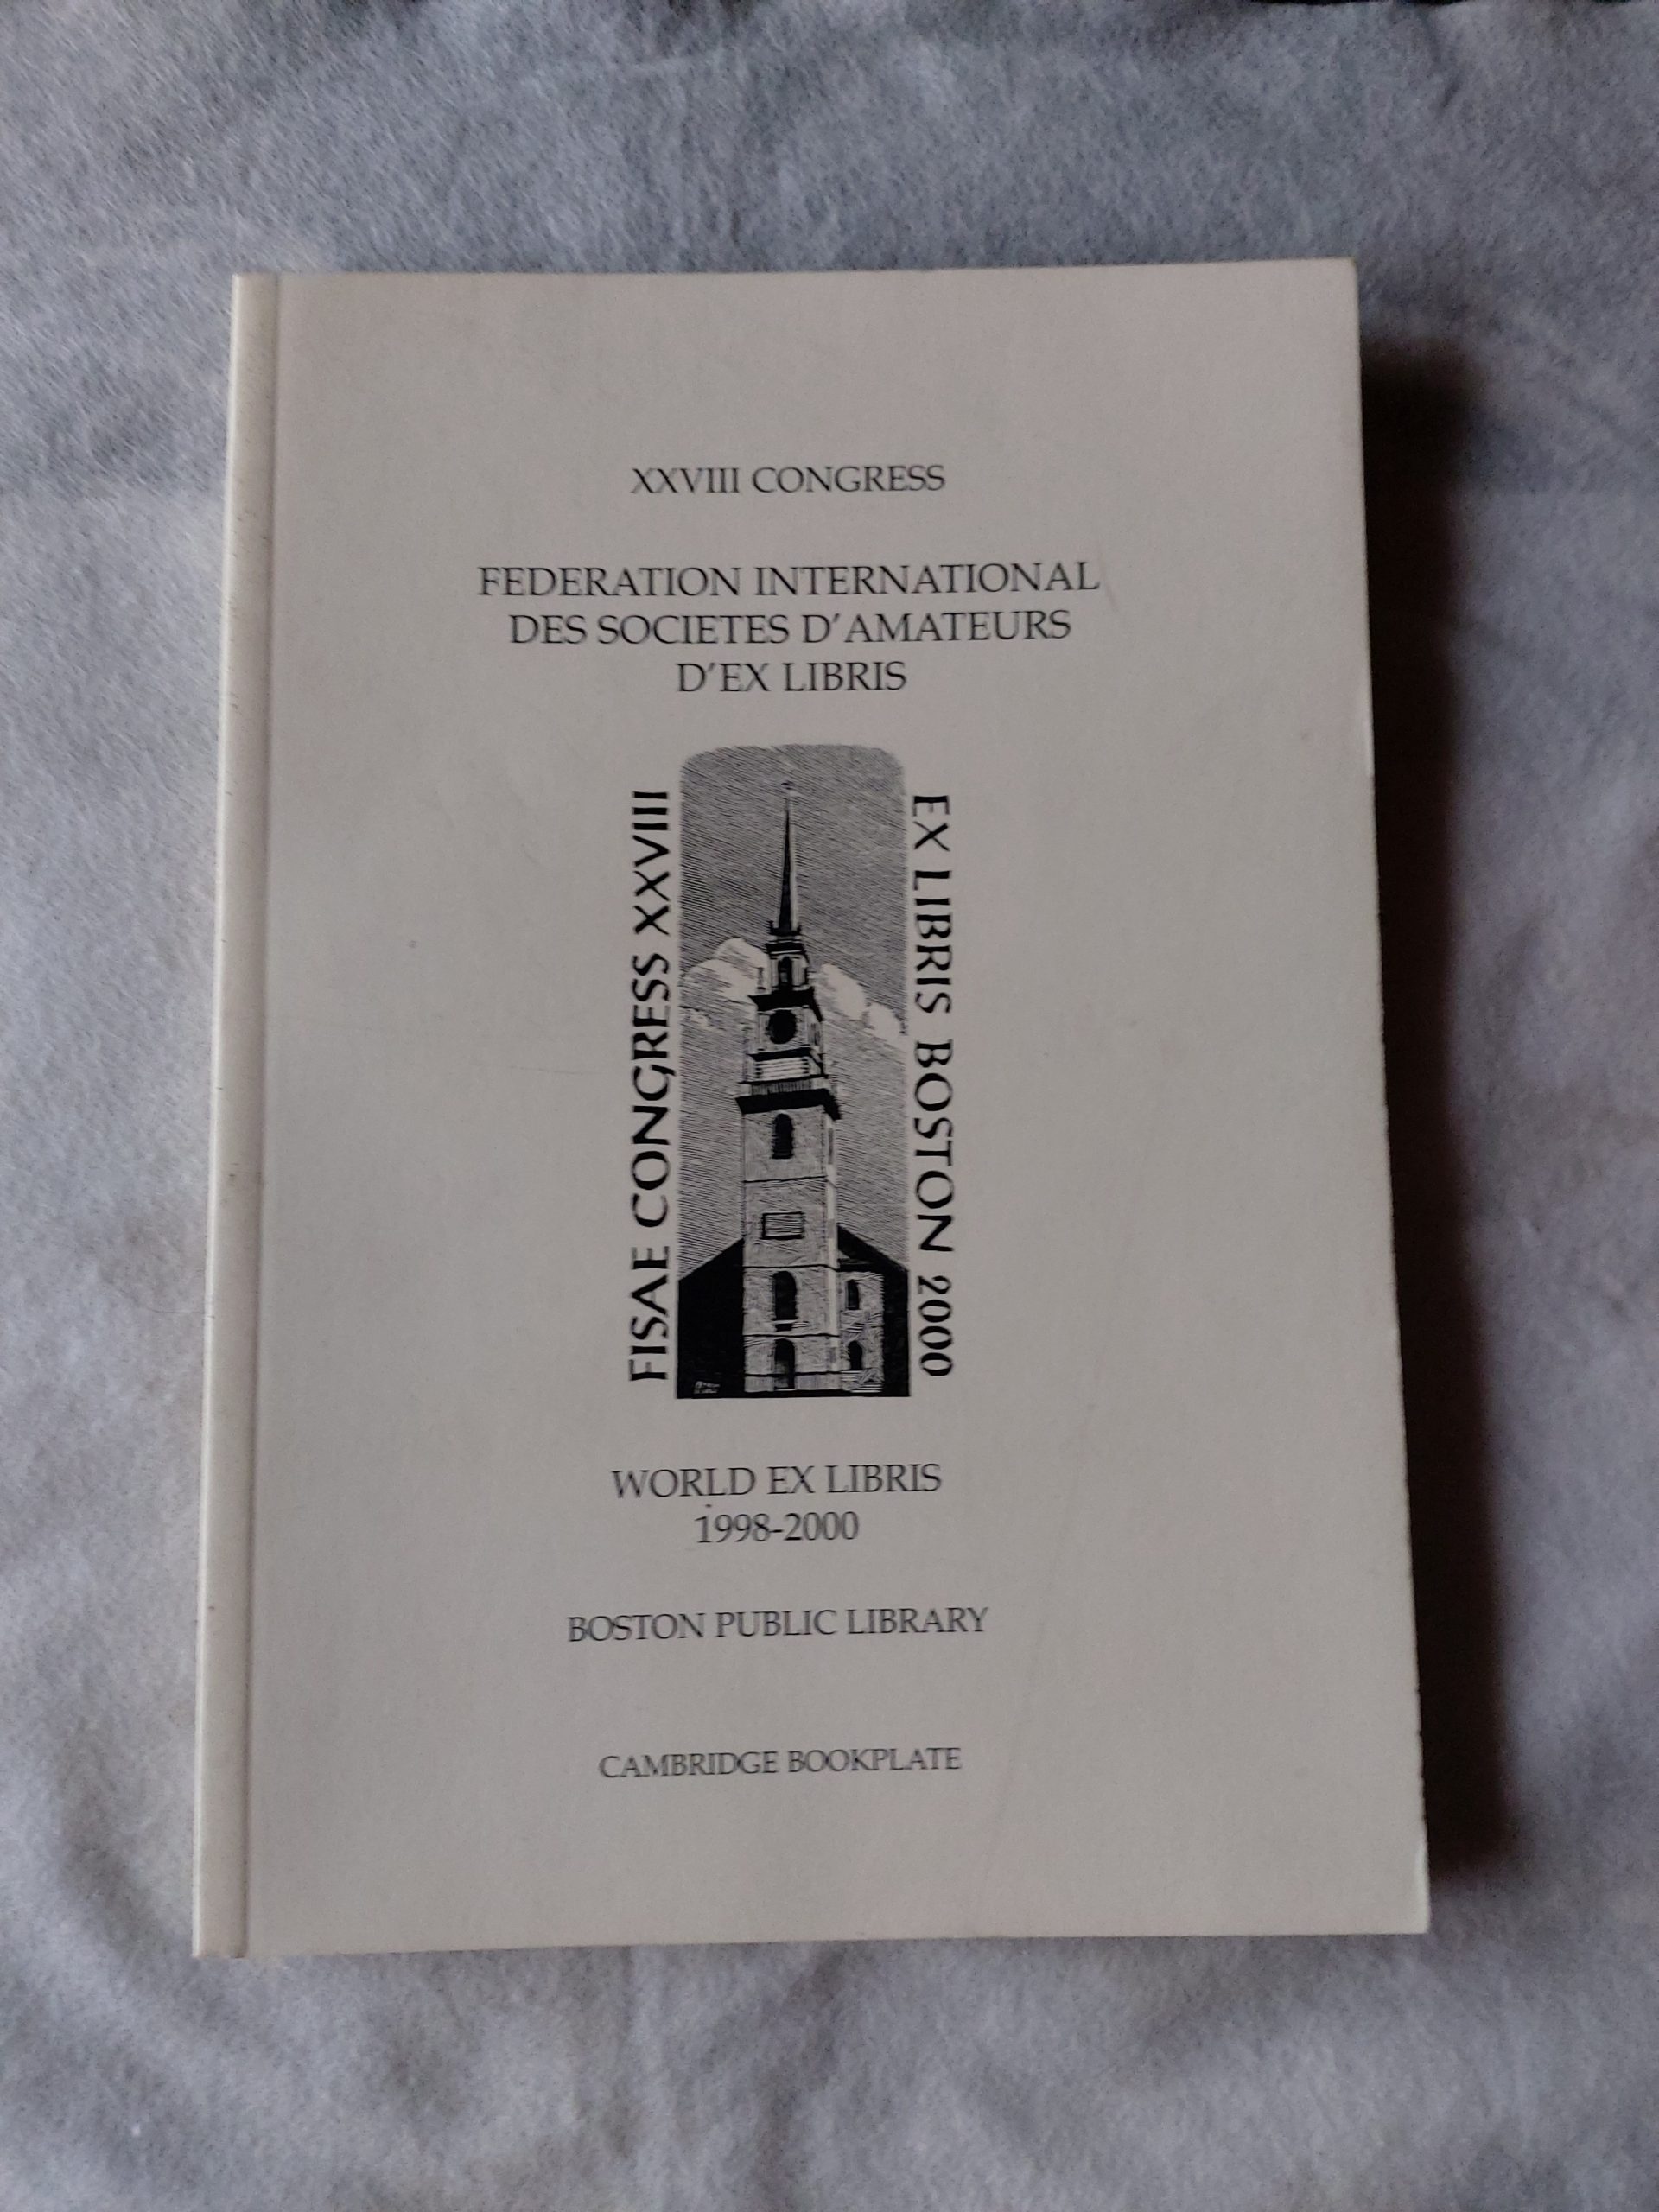 XXVIII CONGRESS
FEDERATION INTERNATIONAL
DES SOCIETES D'AMATEURS
D'EX LIBRIS
FISAE CONGRESS XXVIII
EX LIBRIS BOSTON 2000
WORLD EX LIBRIS
1998-2000
BOSTON PUBLIC LIBRARY
CAMBRIDGE BOOKPLATE